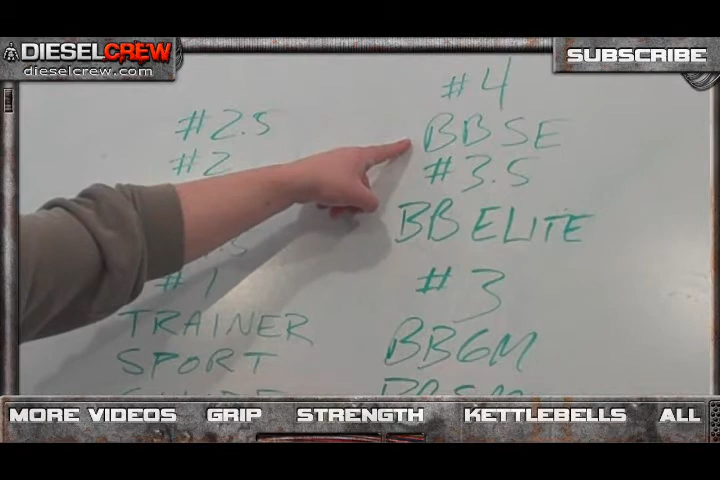 DIESELCREW
dieselcrew.com
SUBSCRIBE
#2.5
#2
#1
TRAINER
SPORT
#4
BBSE
#3.5
BB ELITE
#3
BBGM
MORE VIDEOS
GRIP
STRENGTH
KETTLEBELLS
ALL